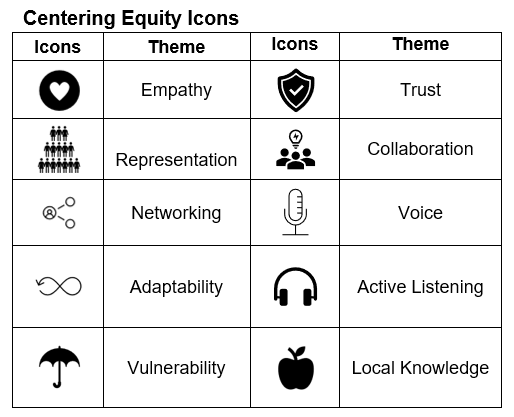 Centering Equity Icons
Icons Theme Icons Theme
Empathy Trust
Representation Collaboration
Networking Voice
Adaptability Active Listening
Vulnerability Local Knowledge